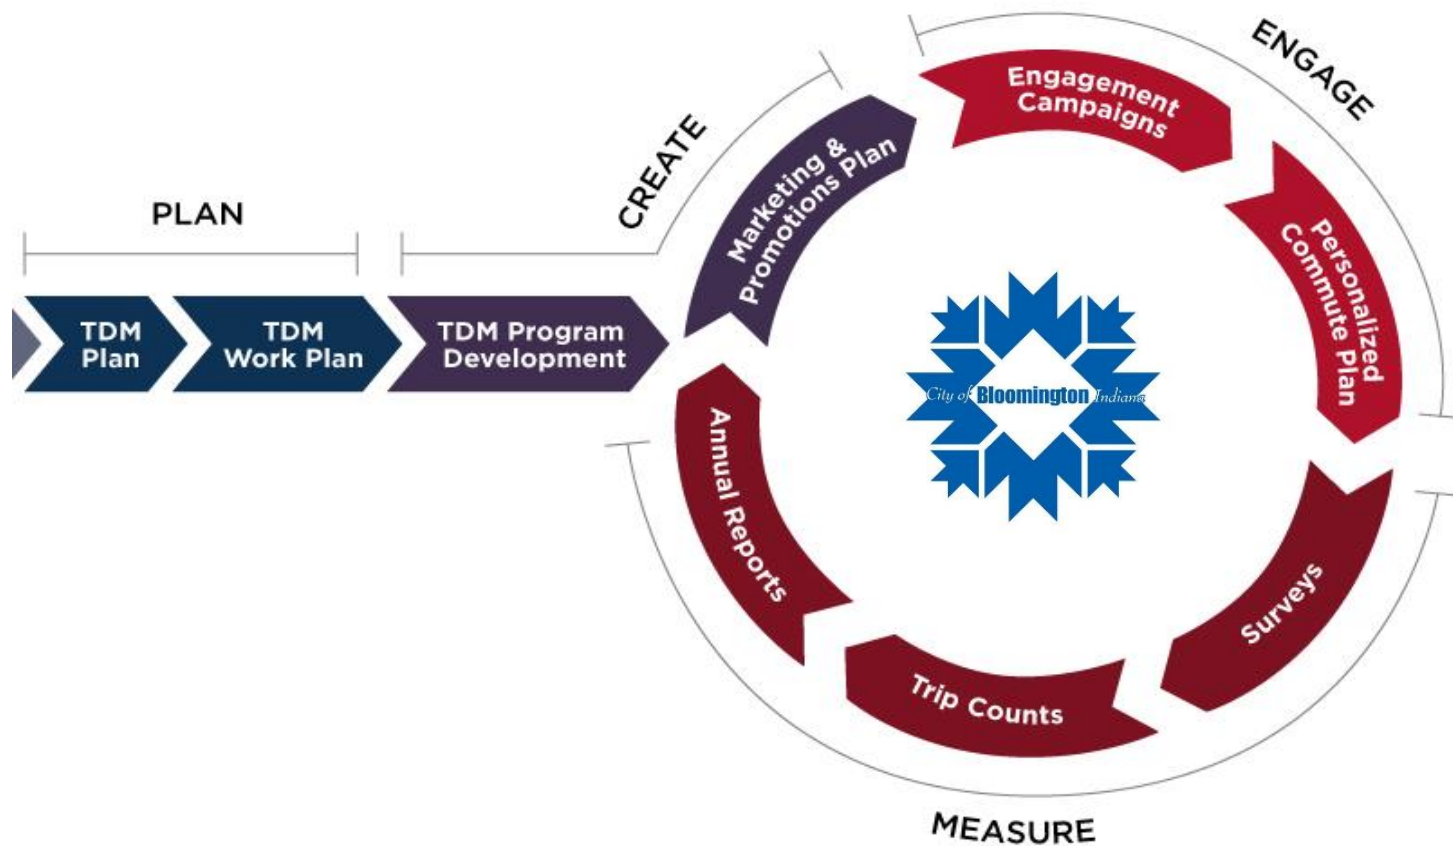 PLAN
TDM
Plan
TDM
Work Plan
CREATE
TDM Program
Development
Marketing &
Promotions Plan
ENGAGE
Engagement
Campaigns
Personalized
Commute Plan
MEASURE
Surveys
Trip Counts
Annual Reports
City of Bloomington Indiana